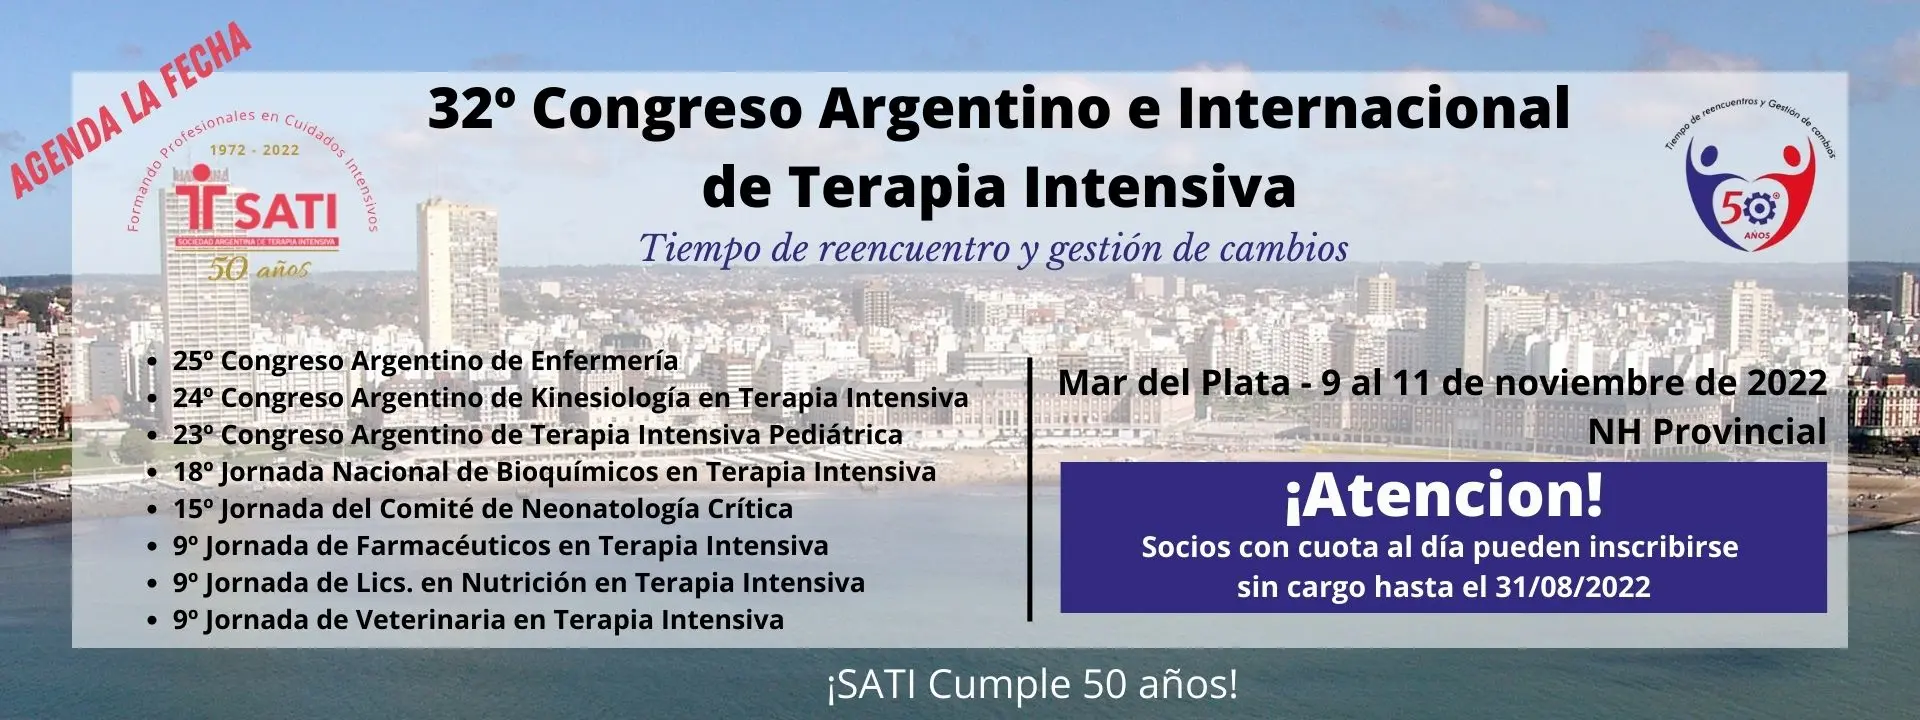 AGENDA LA FECHA
Formando Profesionales en Cuidados Intensivos
1972 - 2022
SATI
SOCIEDAD ARGENTINA DE TERAPIA INTENSIVA
50 años
32º Congreso Argentino e Internacional
de Terapia Intensiva
Tiempo de reencuentro y gestión de cambios
Tiempo de reencuentros y Gestión de cambios
50º
AÑOS
• 25º Congreso Argentino de Enfermería
• 24º Congreso Argentino de Kinesiología en Terapia Intensiva
• 23º Congreso Argentino de Terapia Intensiva Pediátrica
• 18º Jornada Nacional de Bioquímicos en Terapia Intensiva
• 15º Jornada del Comité de Neonatología Crítica
• 9º Jornada de Farmacéuticos en Terapia Intensiva
• 9º Jornada de Lics. en Nutrición en Terapia Intensiva
• 9º Jornada de Veterinaria en Terapia Intensiva
Mar del Plata - 9 al 11 de noviembre de 2022
NH Provincial
¡Atencion!
Socios con cuota al día pueden inscribirse
sin cargo hasta el 31/08/2022
¡SATI Cumple 50 años!